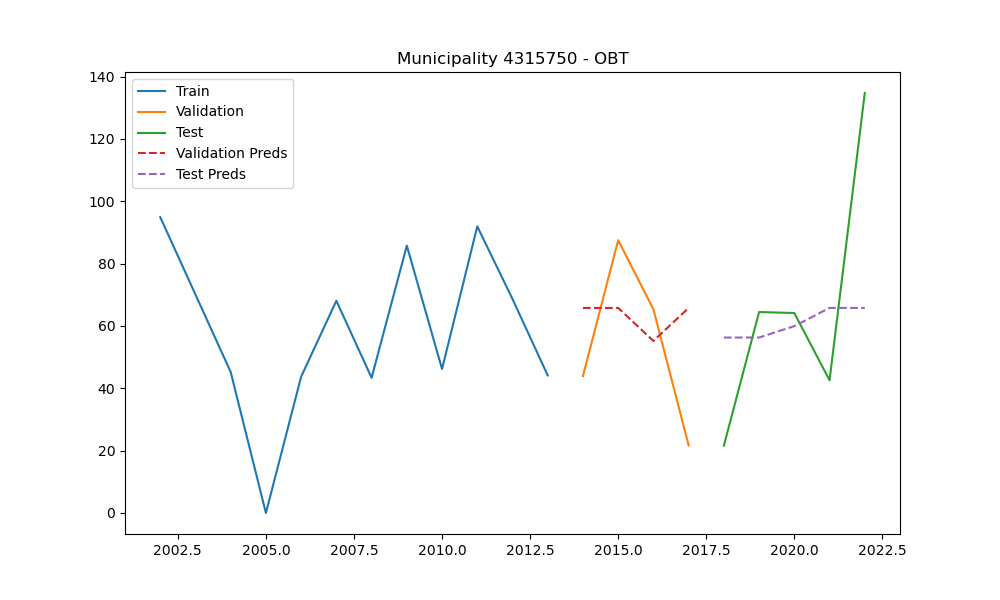 Municipality 4315750 - OBT
Train
Validation
Test
Validation Preds
Test Preds
140
120
100
80
60
40
20
0
2002.5 2005.0 2007.5 2010.0 2012.5 2015.0 2017.5 2020.0 2022.5